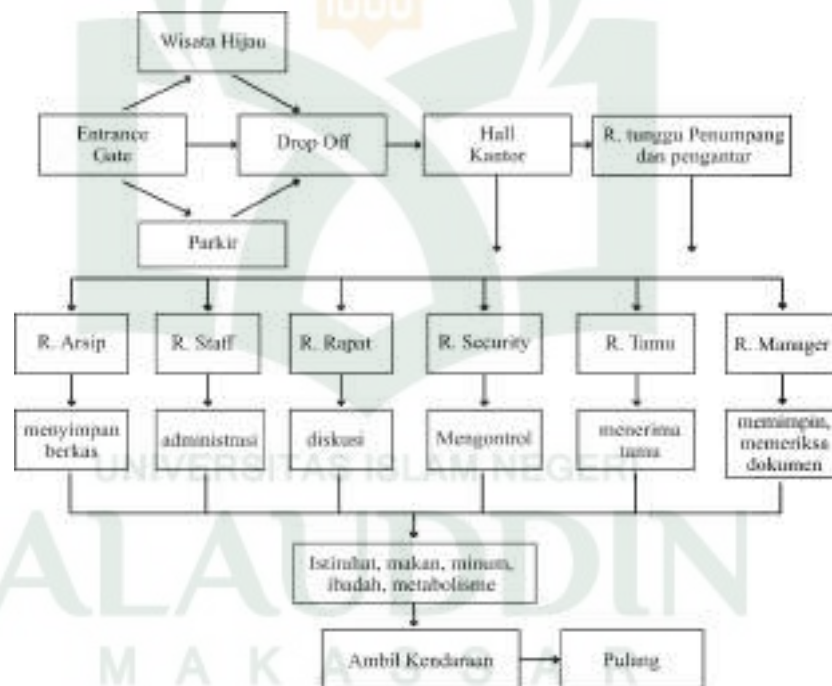 1000
Wisata Hijau
Entrance
Gate
Drop Off
Hall
Kantor
R. tunggu Penumpang
dan pengantar
Parkir
R. Arsip
R. Staff
R. Rapat
R. Security
R. Tamu
R. Manager
menyimpan
berkas
administrasi
diskusi
Mengontrol
menerima
tamu
memimpin,
memeriksa
dokumen
UNIVERSITAS ISLAM NEGERI
ALAUDDIN
Istirahat, makan, minum,
ibadah, metabolisme
Ambil Kendaraan
Pulang
MAKASSAR